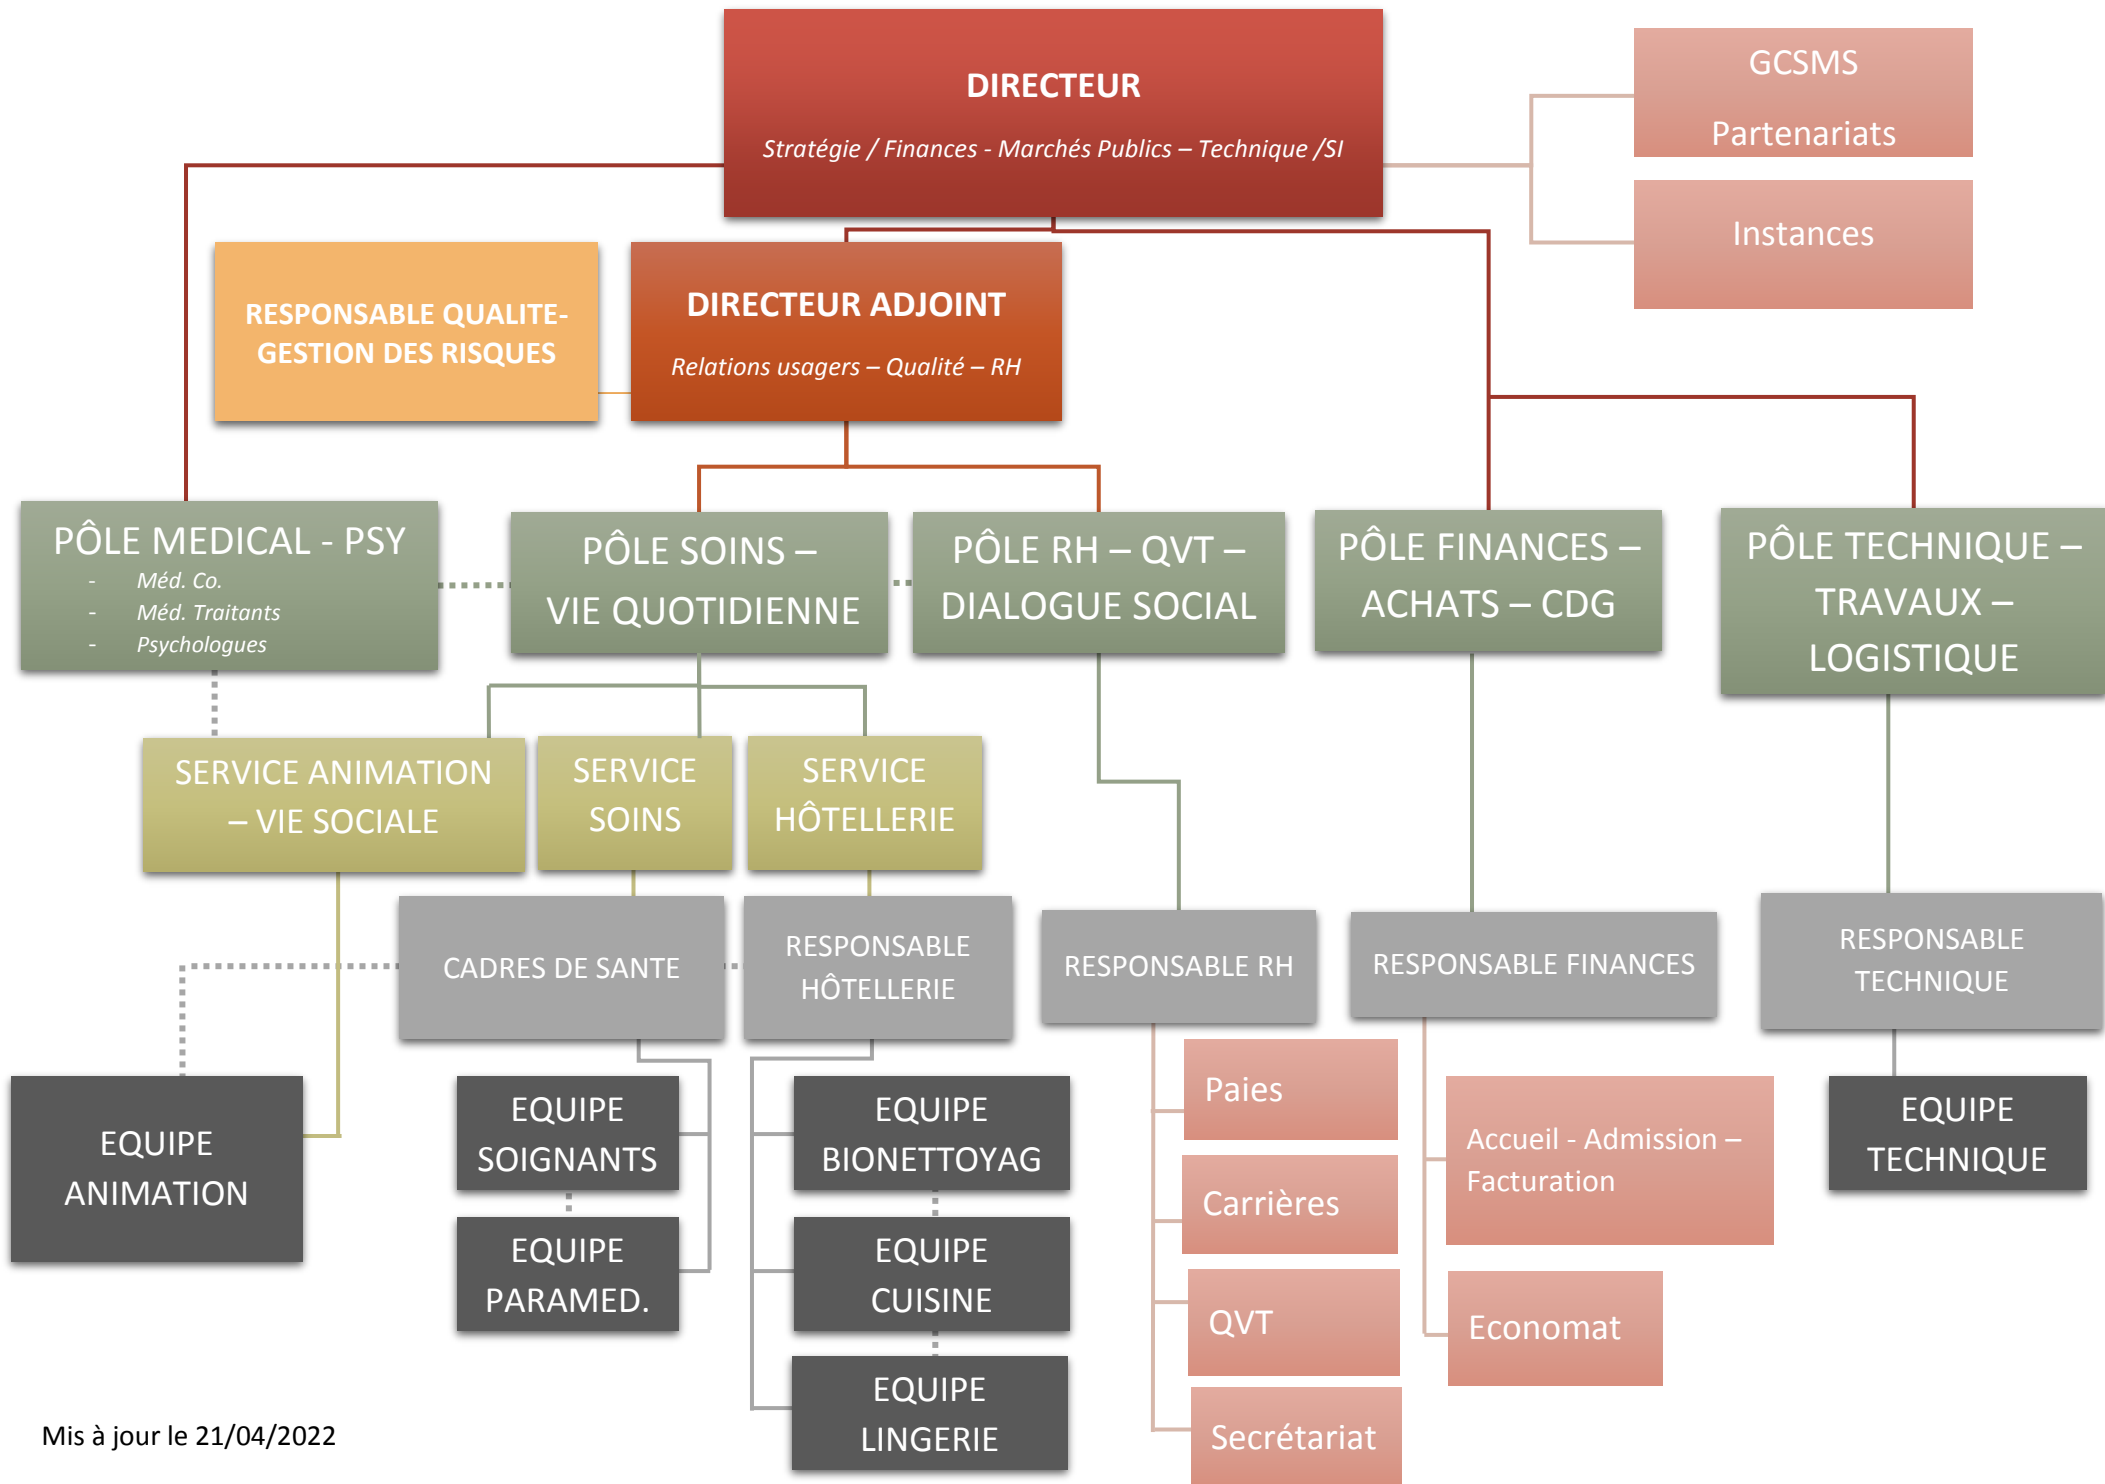 DIRECTEUR
Stratégie / Finances - Marchés Publics – Technique /SI
GCSMS
Partenariats
Instances
RESPONSABLE QUALITE-
GESTION DES RISQUES
DIRECTEUR ADJOINT
Relations usagers – Qualité – RH
PÔLE MEDICAL - PSY
- Méd. Co.
- Méd. Traitants
- Psychologues
PÔLE SOINS –
VIE QUOTIDIENNE
PÔLE RH – QVT –
DIALOGUE SOCIAL
PÔLE FINANCES –
ACHATS – CDG
PÔLE TECHNIQUE –
TRAVAUX –
LOGISTIQUE
SERVICE ANIMATION
– VIE SOCIALE
SERVICE
SOINS
SERVICE
HÔTELLERIE
CADRES DE SANTE
RESPONSABLE
HÔTELLERIE
RESPONSABLE RH
RESPONSABLE FINANCES
RESPONSABLE
TECHNIQUE
EQUIPE
ANIMATION
EQUIPE
SOIGNANTS
EQUIPE
PARAMED.
EQUIPE
BIONETTOYAG
EQUIPE
CUISINE
EQUIPE
LINGERIE
Paies
Carrières
QVT
Secrétariat
Accueil - Admission –
Facturation
Economat
EQUIPE
TECHNIQUE
Mis à jour le 21/04/2022